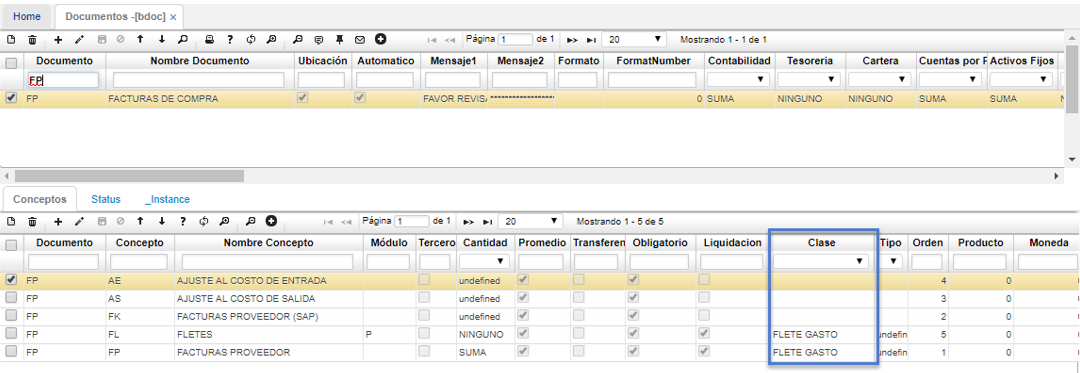 Home Documentos -[bdoc] ×
Página 1 de 1 20 Mostrando 1 - 1 de 1
Documento Nombre Documento Ubicación Automatico Mensaje1 Mensaje2 Formato FormatNumber Contabilidad Tesoreria Cartera Cuentas por P Activos Fijos
FP
FP FACTURAS DE COMPRA FAVOR REVISA ****************** 0 SUMA NINGUNO NINGUNO SUMA SUMA N
Conceptos Status _Instance
Página 1 de 1 20 Mostrando 1 - 5 de 5
Documento Concepto Nombre Concepto Módulo Tercero Cantidad Promedio Transferen Obligatorio Liquidacion Clase Tipo Orden Producto Moneda
FP AE AJUSTE AL COSTO DE ENTRADA undefined 4 0
FP AS AJUSTE AL COSTO DE SALIDA undefined 3 0
FP FK FACTURAS PROVEEDOR (SAP) undefined 2 0
FP FL FLETES P NINGUNO FLETE GASTO undefin 5 0
FP FP FACTURAS PROVEEDOR SUMA FLETE GASTO undefin 1 0